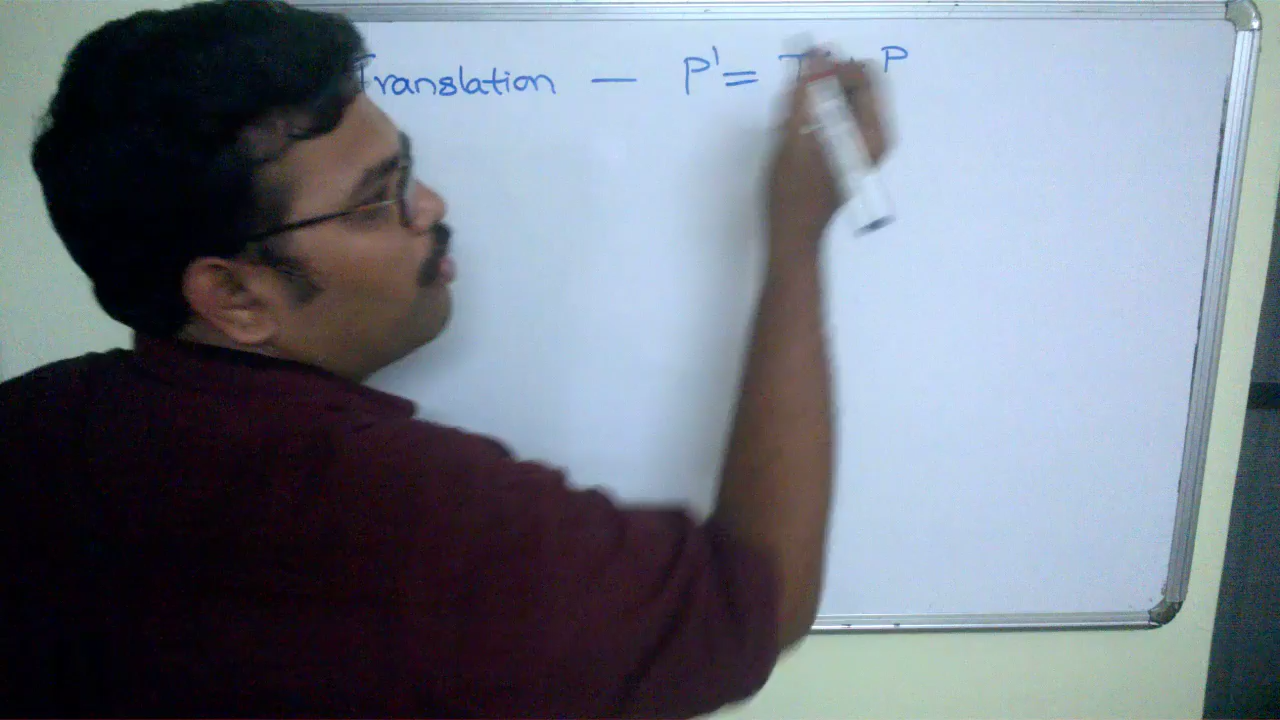 Translation — P' = T + P